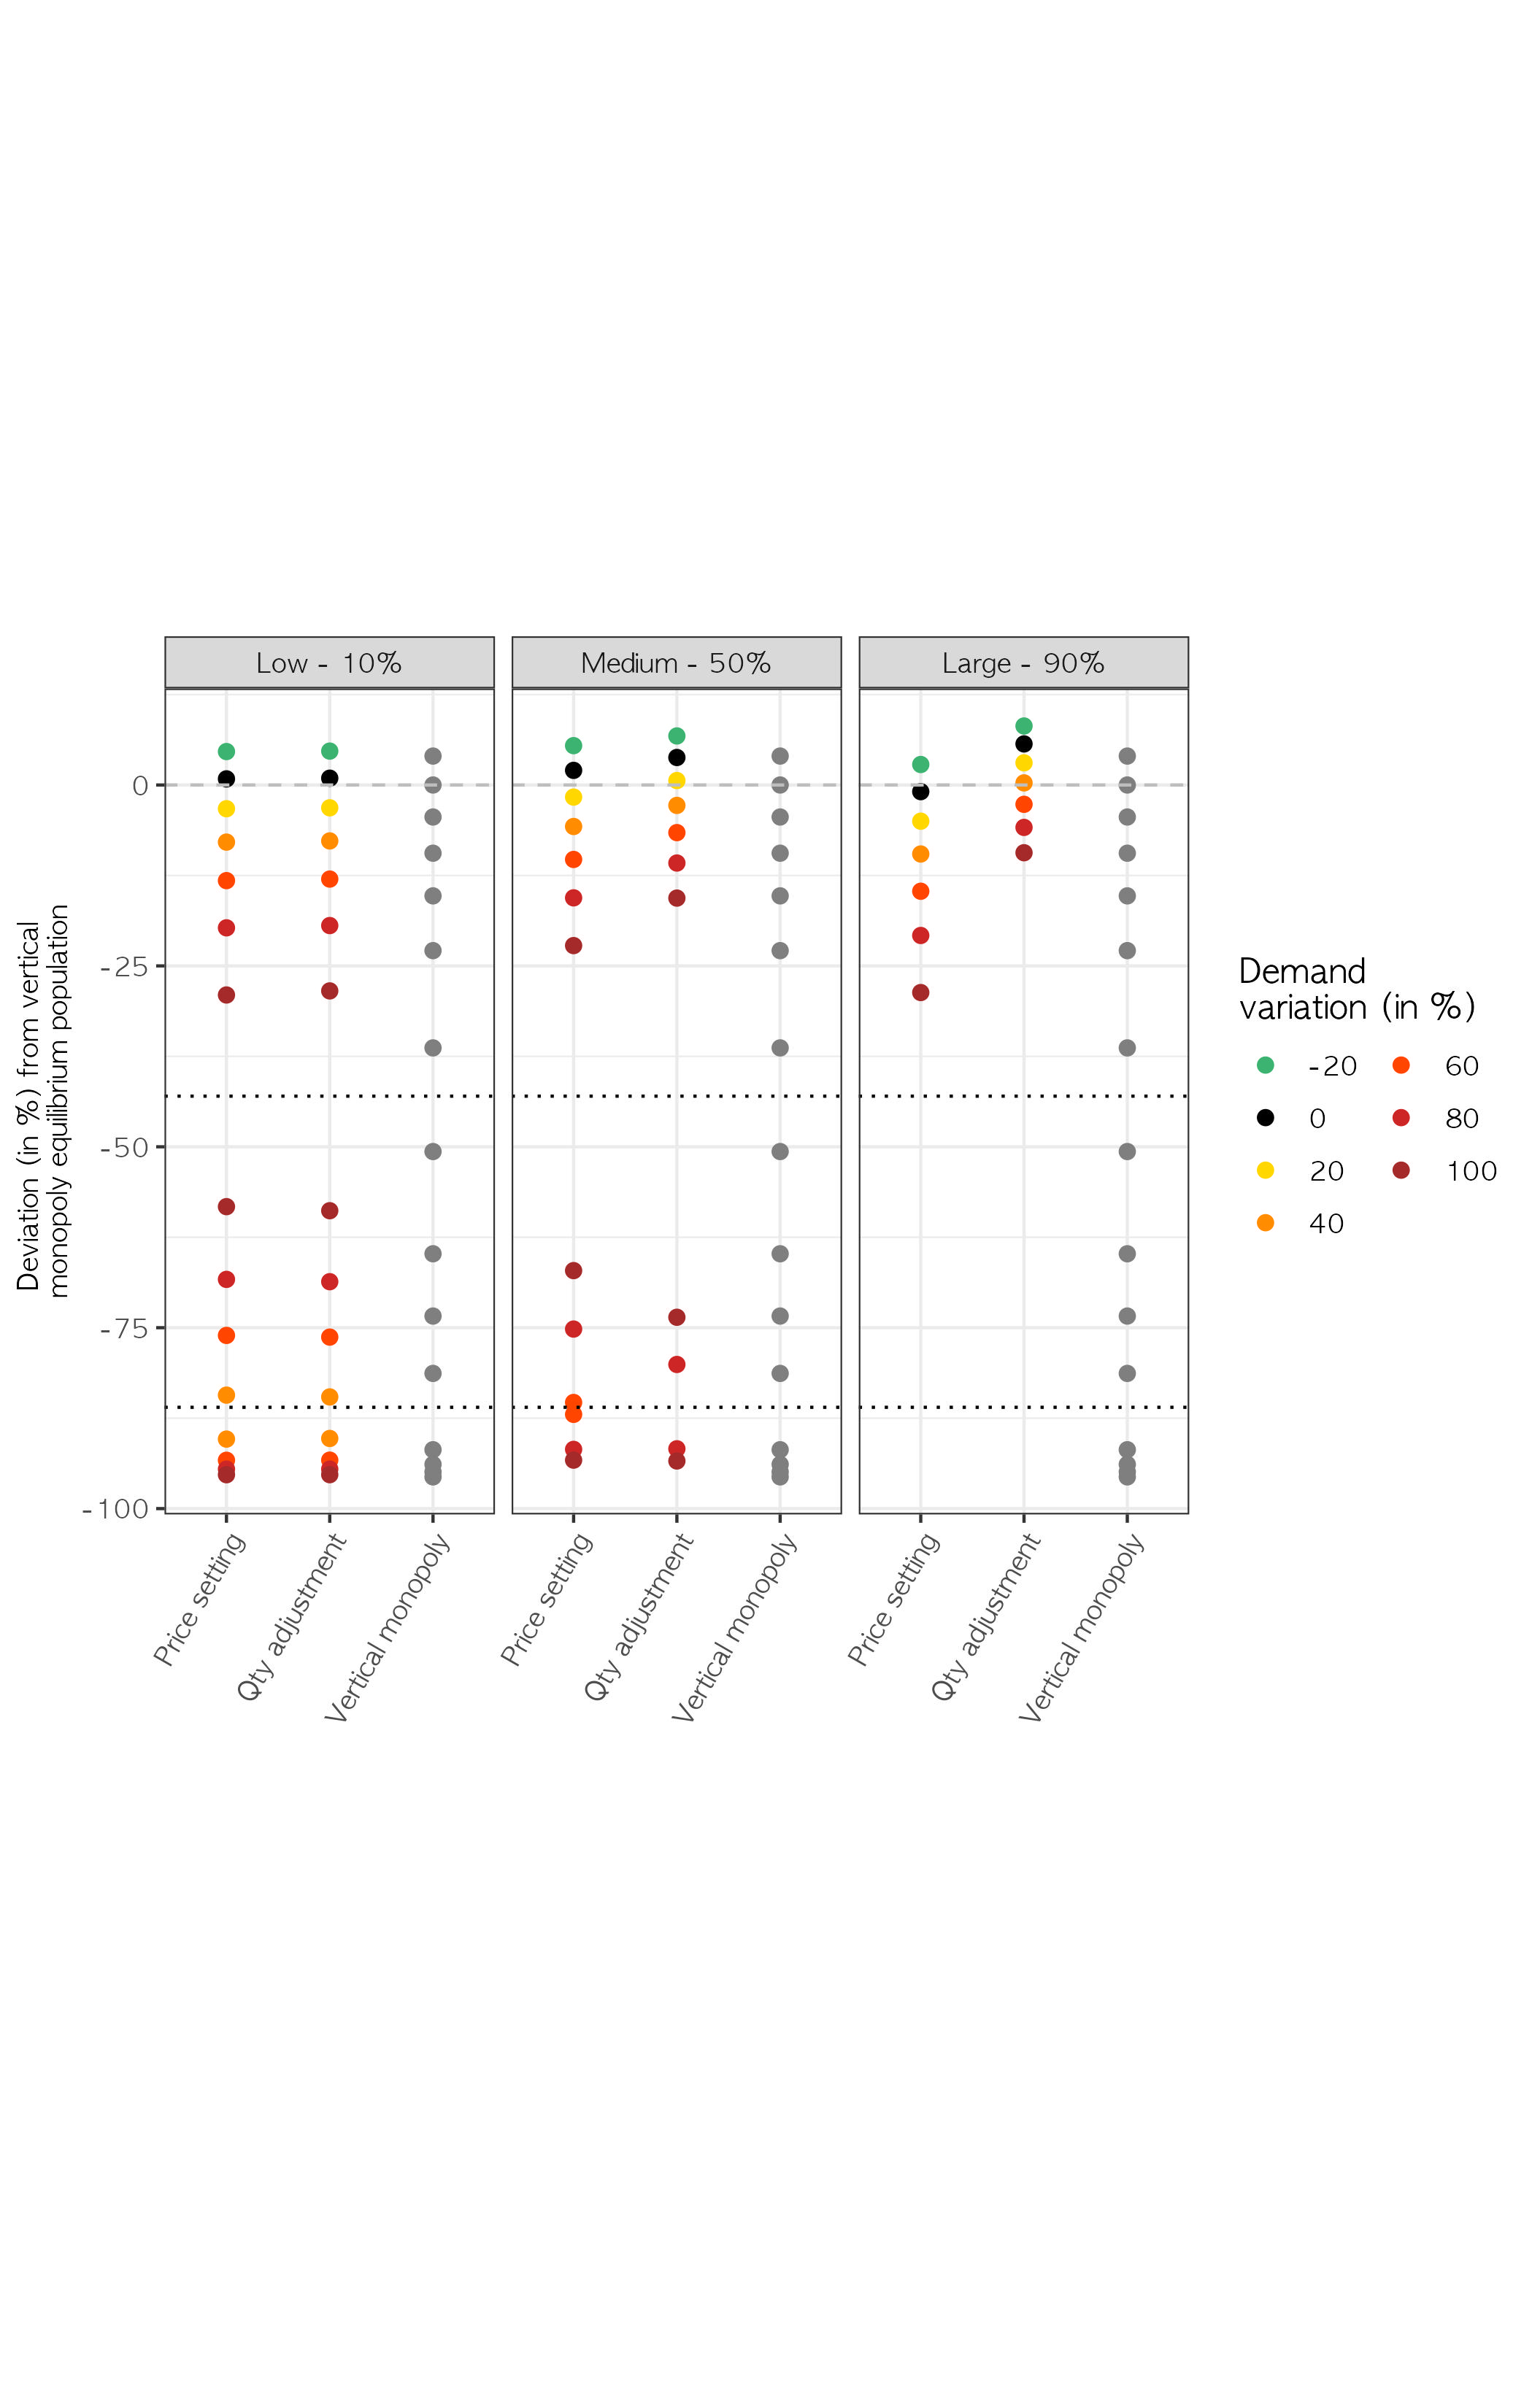 Low - 10%
Medium - 50%
Large - 90%
0
-25
-50
-75
-100
Deviation (in %) from vertical
monopoly equilibrium population
Price setting
Qty adjustment
Vertical monopoly
Price setting
Qty adjustment
Vertical monopoly
Price setting
Qty adjustment
Vertical monopoly
Demand
variation (in %)
-20
0
20
40
60
80
100